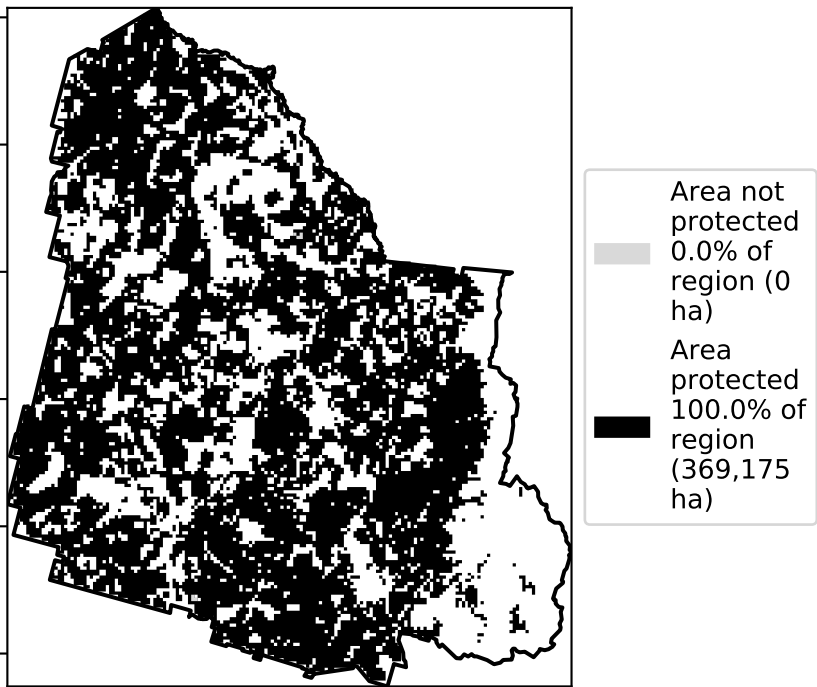 Area not
protected
0.0% of
region (0
ha)
Area
protected
100.0% of
region
(369,175
ha)